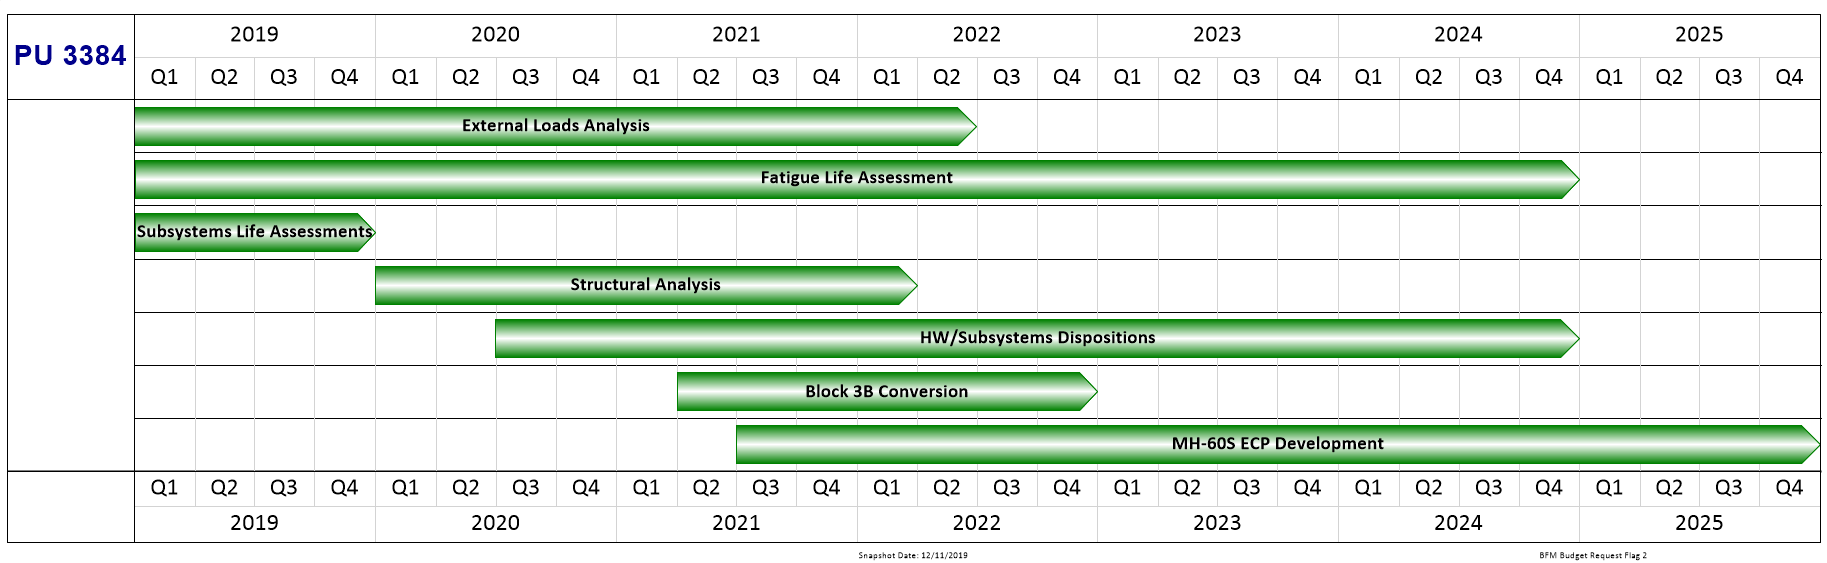 PU 3384
2019 2020 2021 2022 2023 2024 2025
Q1 Q2 Q3 Q4 Q1 Q2 Q3 Q4 Q1 Q2 Q3 Q4 Q1 Q2 Q3 Q4 Q1 Q2 Q3 Q4 Q1 Q2 Q3 Q4 Q1 Q2 Q3 Q4
External Loads Analysis
Fatigue Life Assessment
Subsystems Life Assessments
Structural Analysis
HW/Subsystems Dispositions
Block 3B Conversion
MH-60S ECP Development
Q1 Q2 Q3 Q4 Q1 Q2 Q3 Q4 Q1 Q2 Q3 Q4 Q1 Q2 Q3 Q4 Q1 Q2 Q3 Q4 Q1 Q2 Q3 Q4 Q1 Q2 Q3 Q4
2019 2020 2021 2022 2023 2024 2025
Snapshot Date: 12/11/2019 BFM Budget Request Flag 2